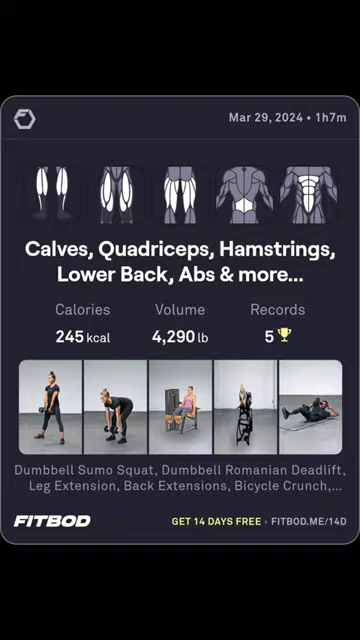 Mar 29, 2024 • 1h7m
Calves, Quadriceps, Hamstrings,
Lower Back, Abs & more...
Calories Volume Records
245 kcal 4,290 lb 5
Dumbbell Sumo Squat, Dumbbell Romanian Deadlift,
Leg Extension, Back Extensions, Bicycle Crunch,...
FITBOD GET 14 DAYS FREE • FITBOD.ME/14D